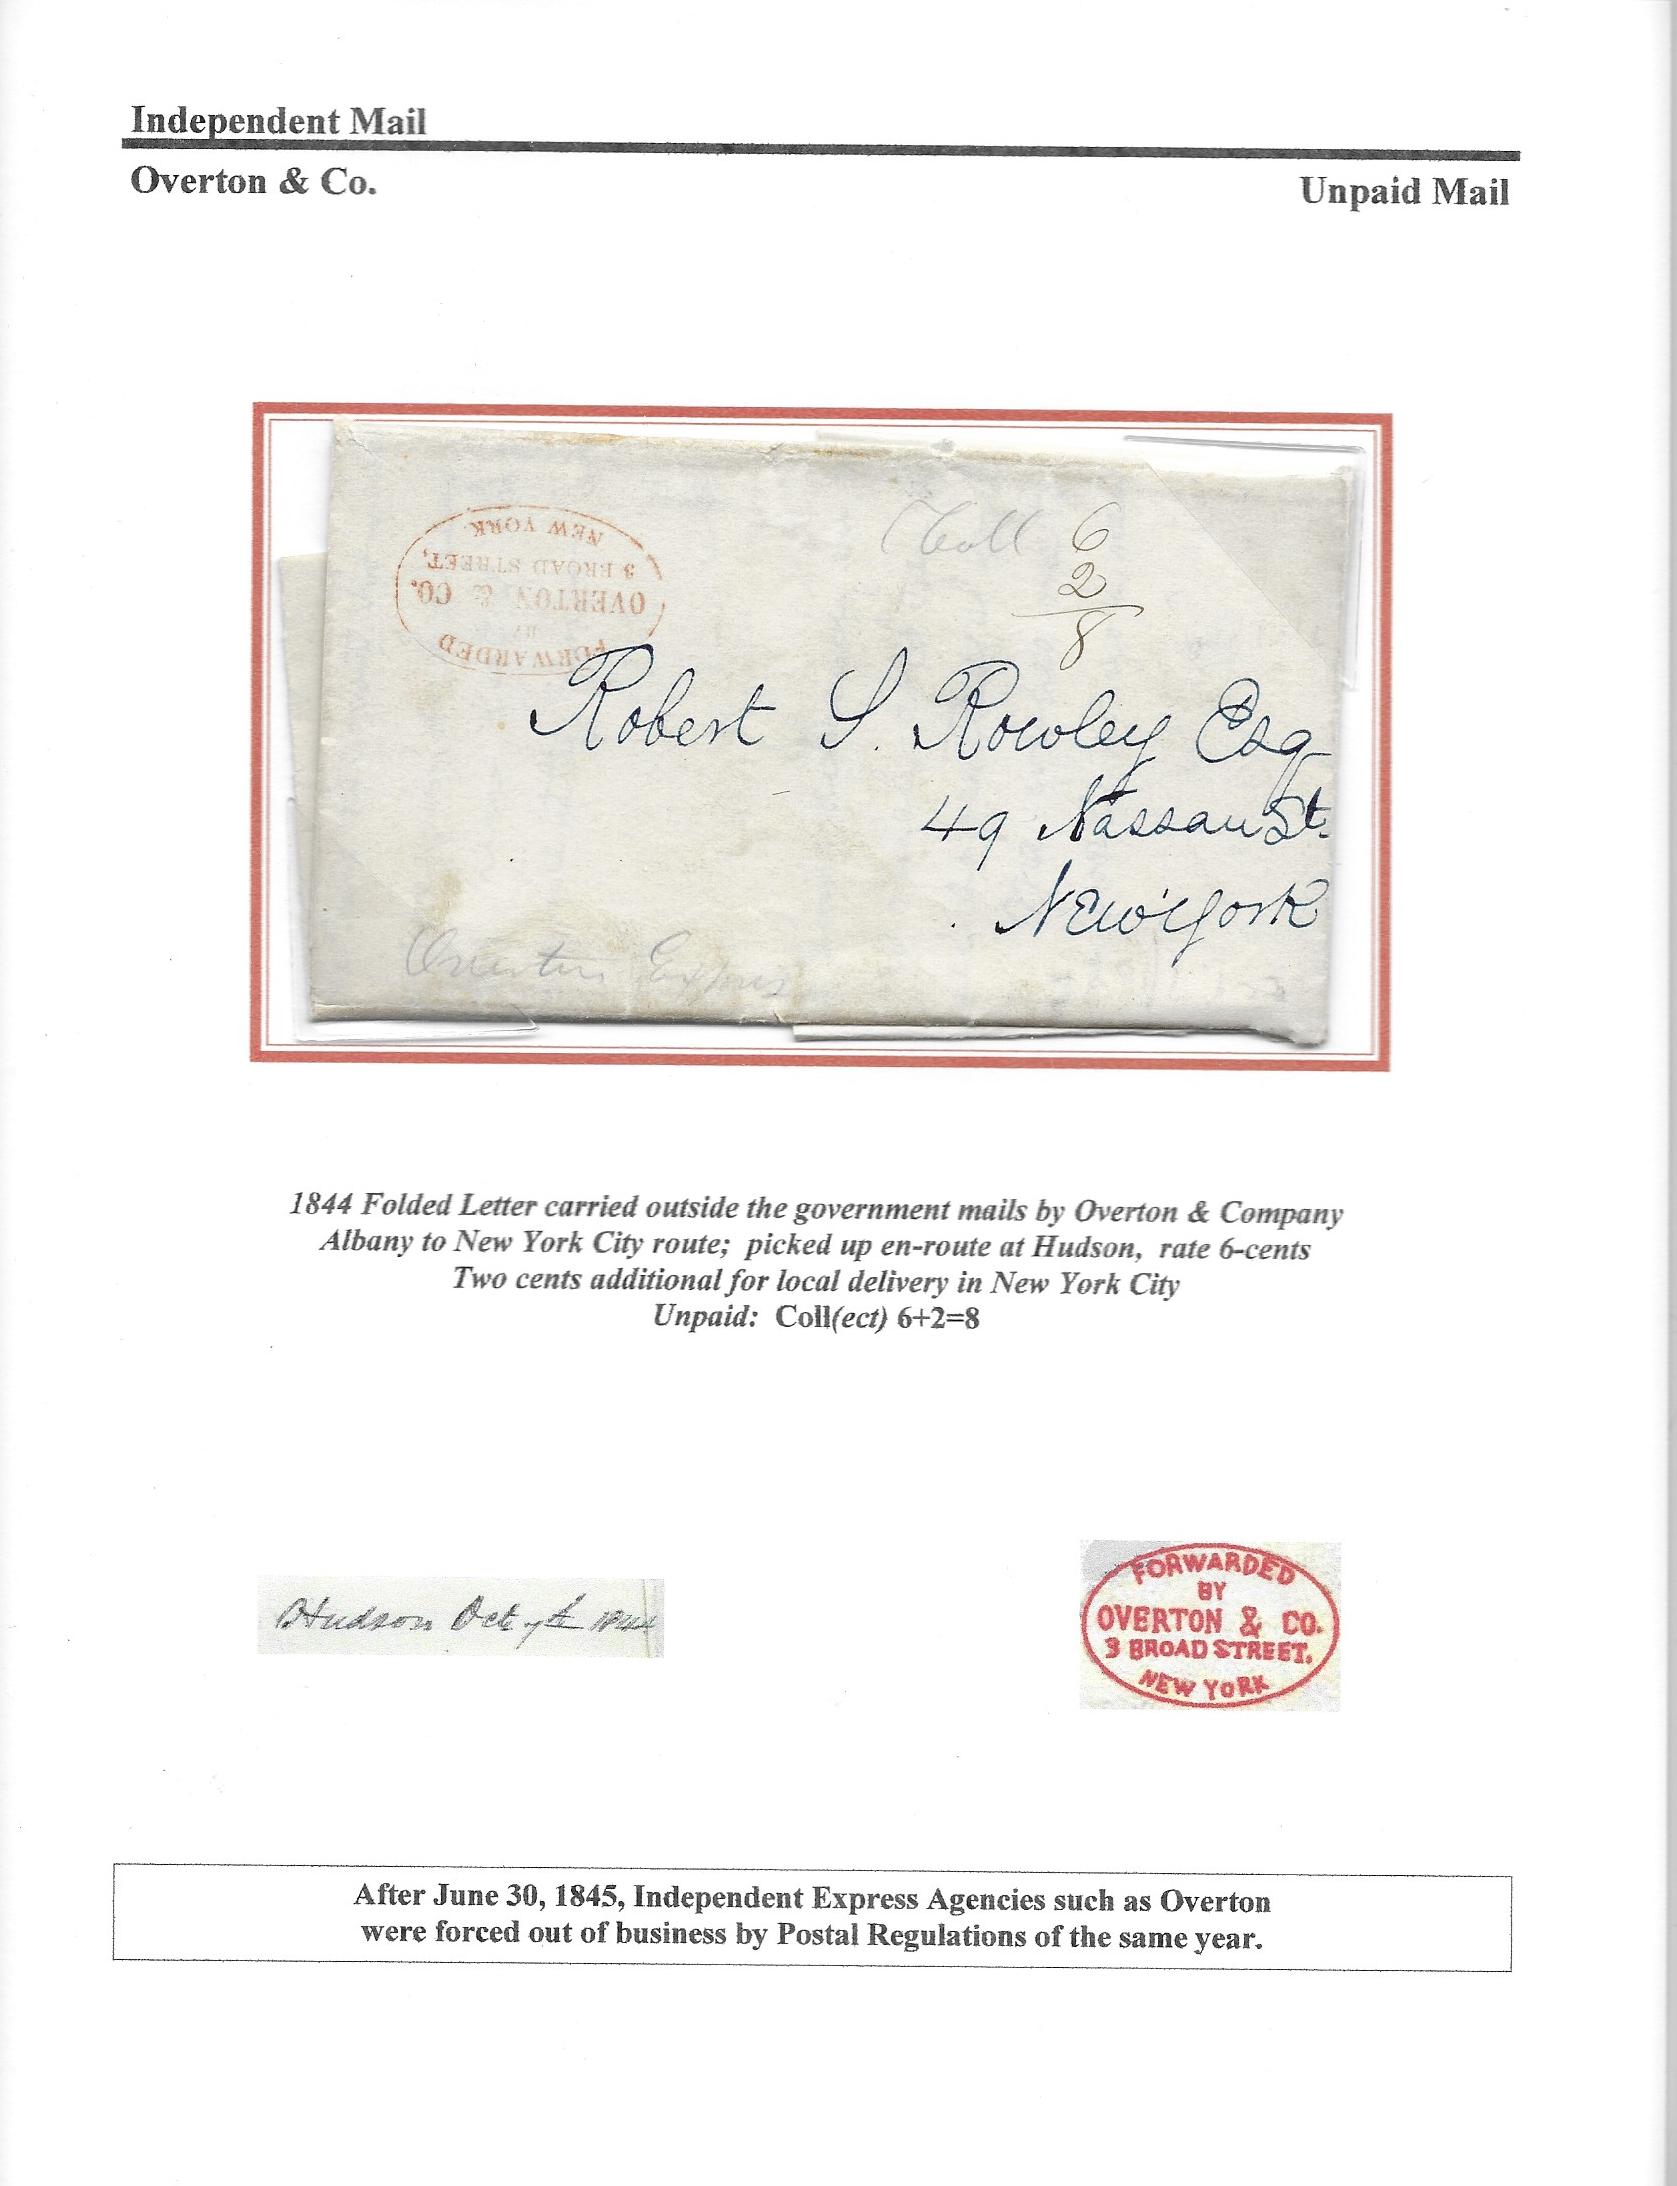 Independent Mail
Overton & Co.
Unpaid Mail
NEW YORK
3 BROAD STREET,
OVERTON & CO.
BY
FORWARDED
Coll
6
2
8
Robert S. Rowley Esq
49 Nassau St.
New York
Overton Express
1844 Folded Letter carried outside the government mails by Overton & Company
Albany to New York City route; picked up en-route at Hudson, rate 6-cents
Two cents additional for local delivery in New York City
Unpaid: Coll(ect) 6+2=8
Hudson Oct 7th 1844
FORWARDED
BY
OVERTON & CO.
3 BROAD STREET.
NEW YORK
After June 30, 1845, Independent Express Agencies such as Overton
were forced out of business by Postal Regulations of the same year.